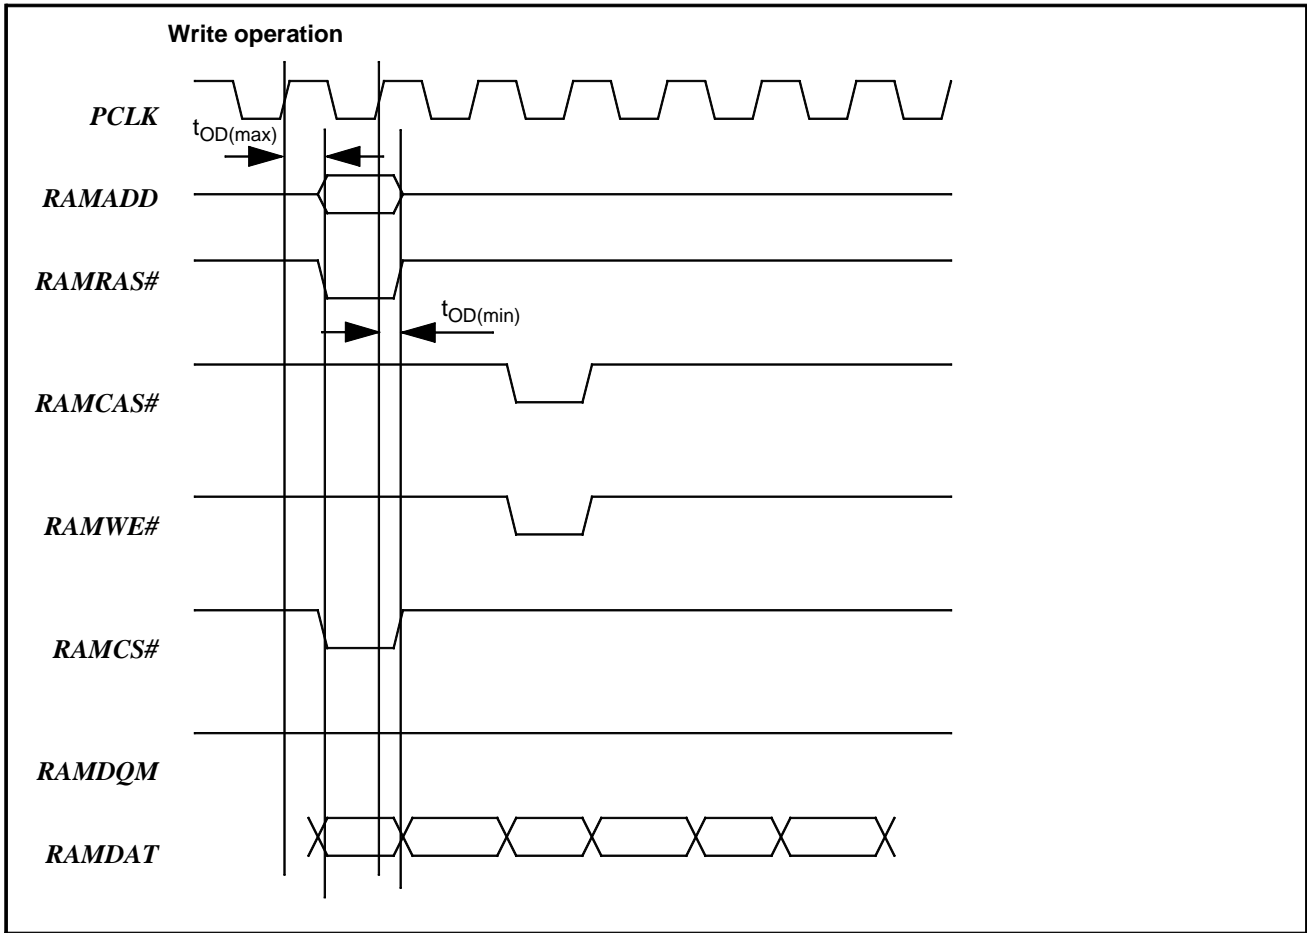 Write operation
PCLK
tOD(max)
RAMADD
RAMRAS#
tOD(min)
RAMCAS#
RAMWE#
RAMCS#
RAMDQM
RAMDAT